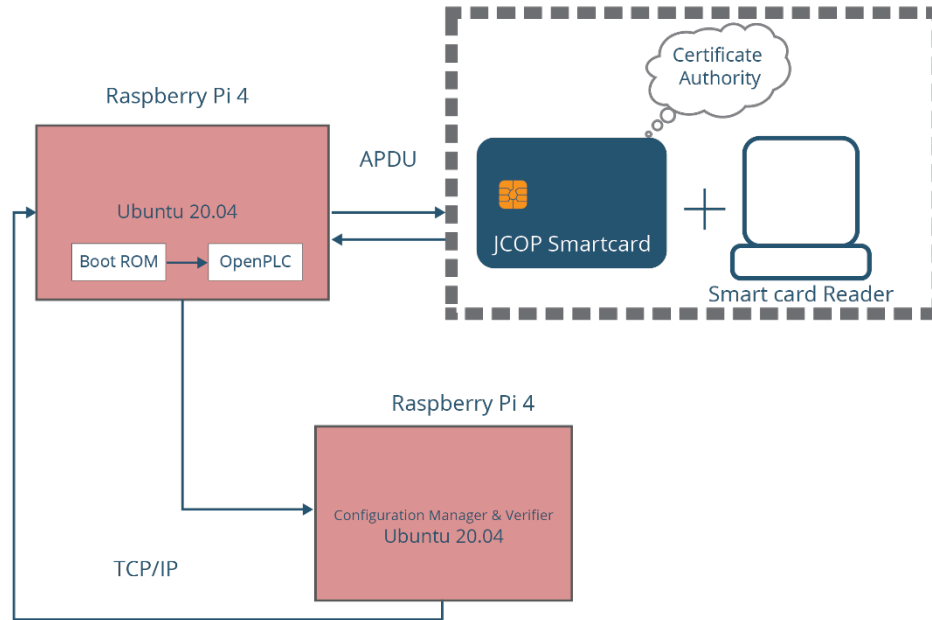 Certificate
Authority
Raspberry Pi 4
APDU
Ubuntu 20.04
JCOP Smartcard
Boot ROM
OpenPLC
Smart card Reader
Raspberry Pi 4
Configuration Manager & Verifier
Ubuntu 20.04
TCP/IP